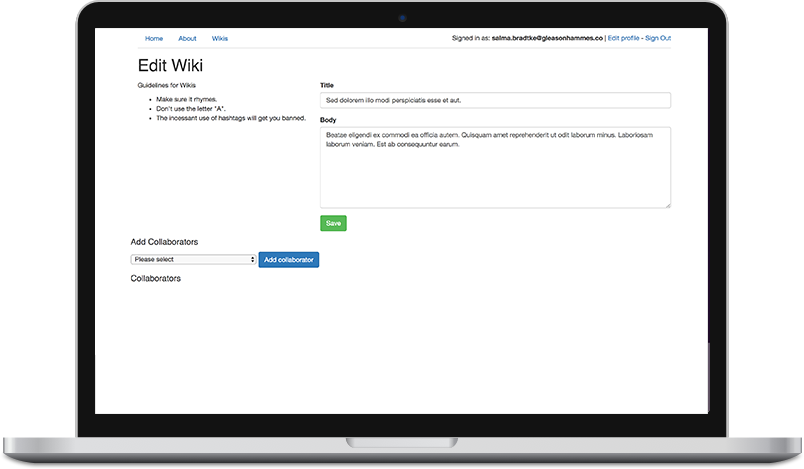 Home About Wikis
Signed in as: salma.bradtke@gleasonhammes.co | Edit profile - Sign Out
Edit Wiki
Guidelines for Wikis
• Make sure it rhymes.
• Don't use the letter "A".
• The incessant use of hashtags will get you banned.
Title
Sed dolorem illo modi perspiciatis esse et aut.
Body
Beatae eligendi ex commodi ea officia autem. Quisquam amet reprehenderit ut odit laborum minus. Laboriosam
laborum veniam. Est ab consequuntur earum.
Save
Add Collaborators
Please select
Add collaborator
Collaborators